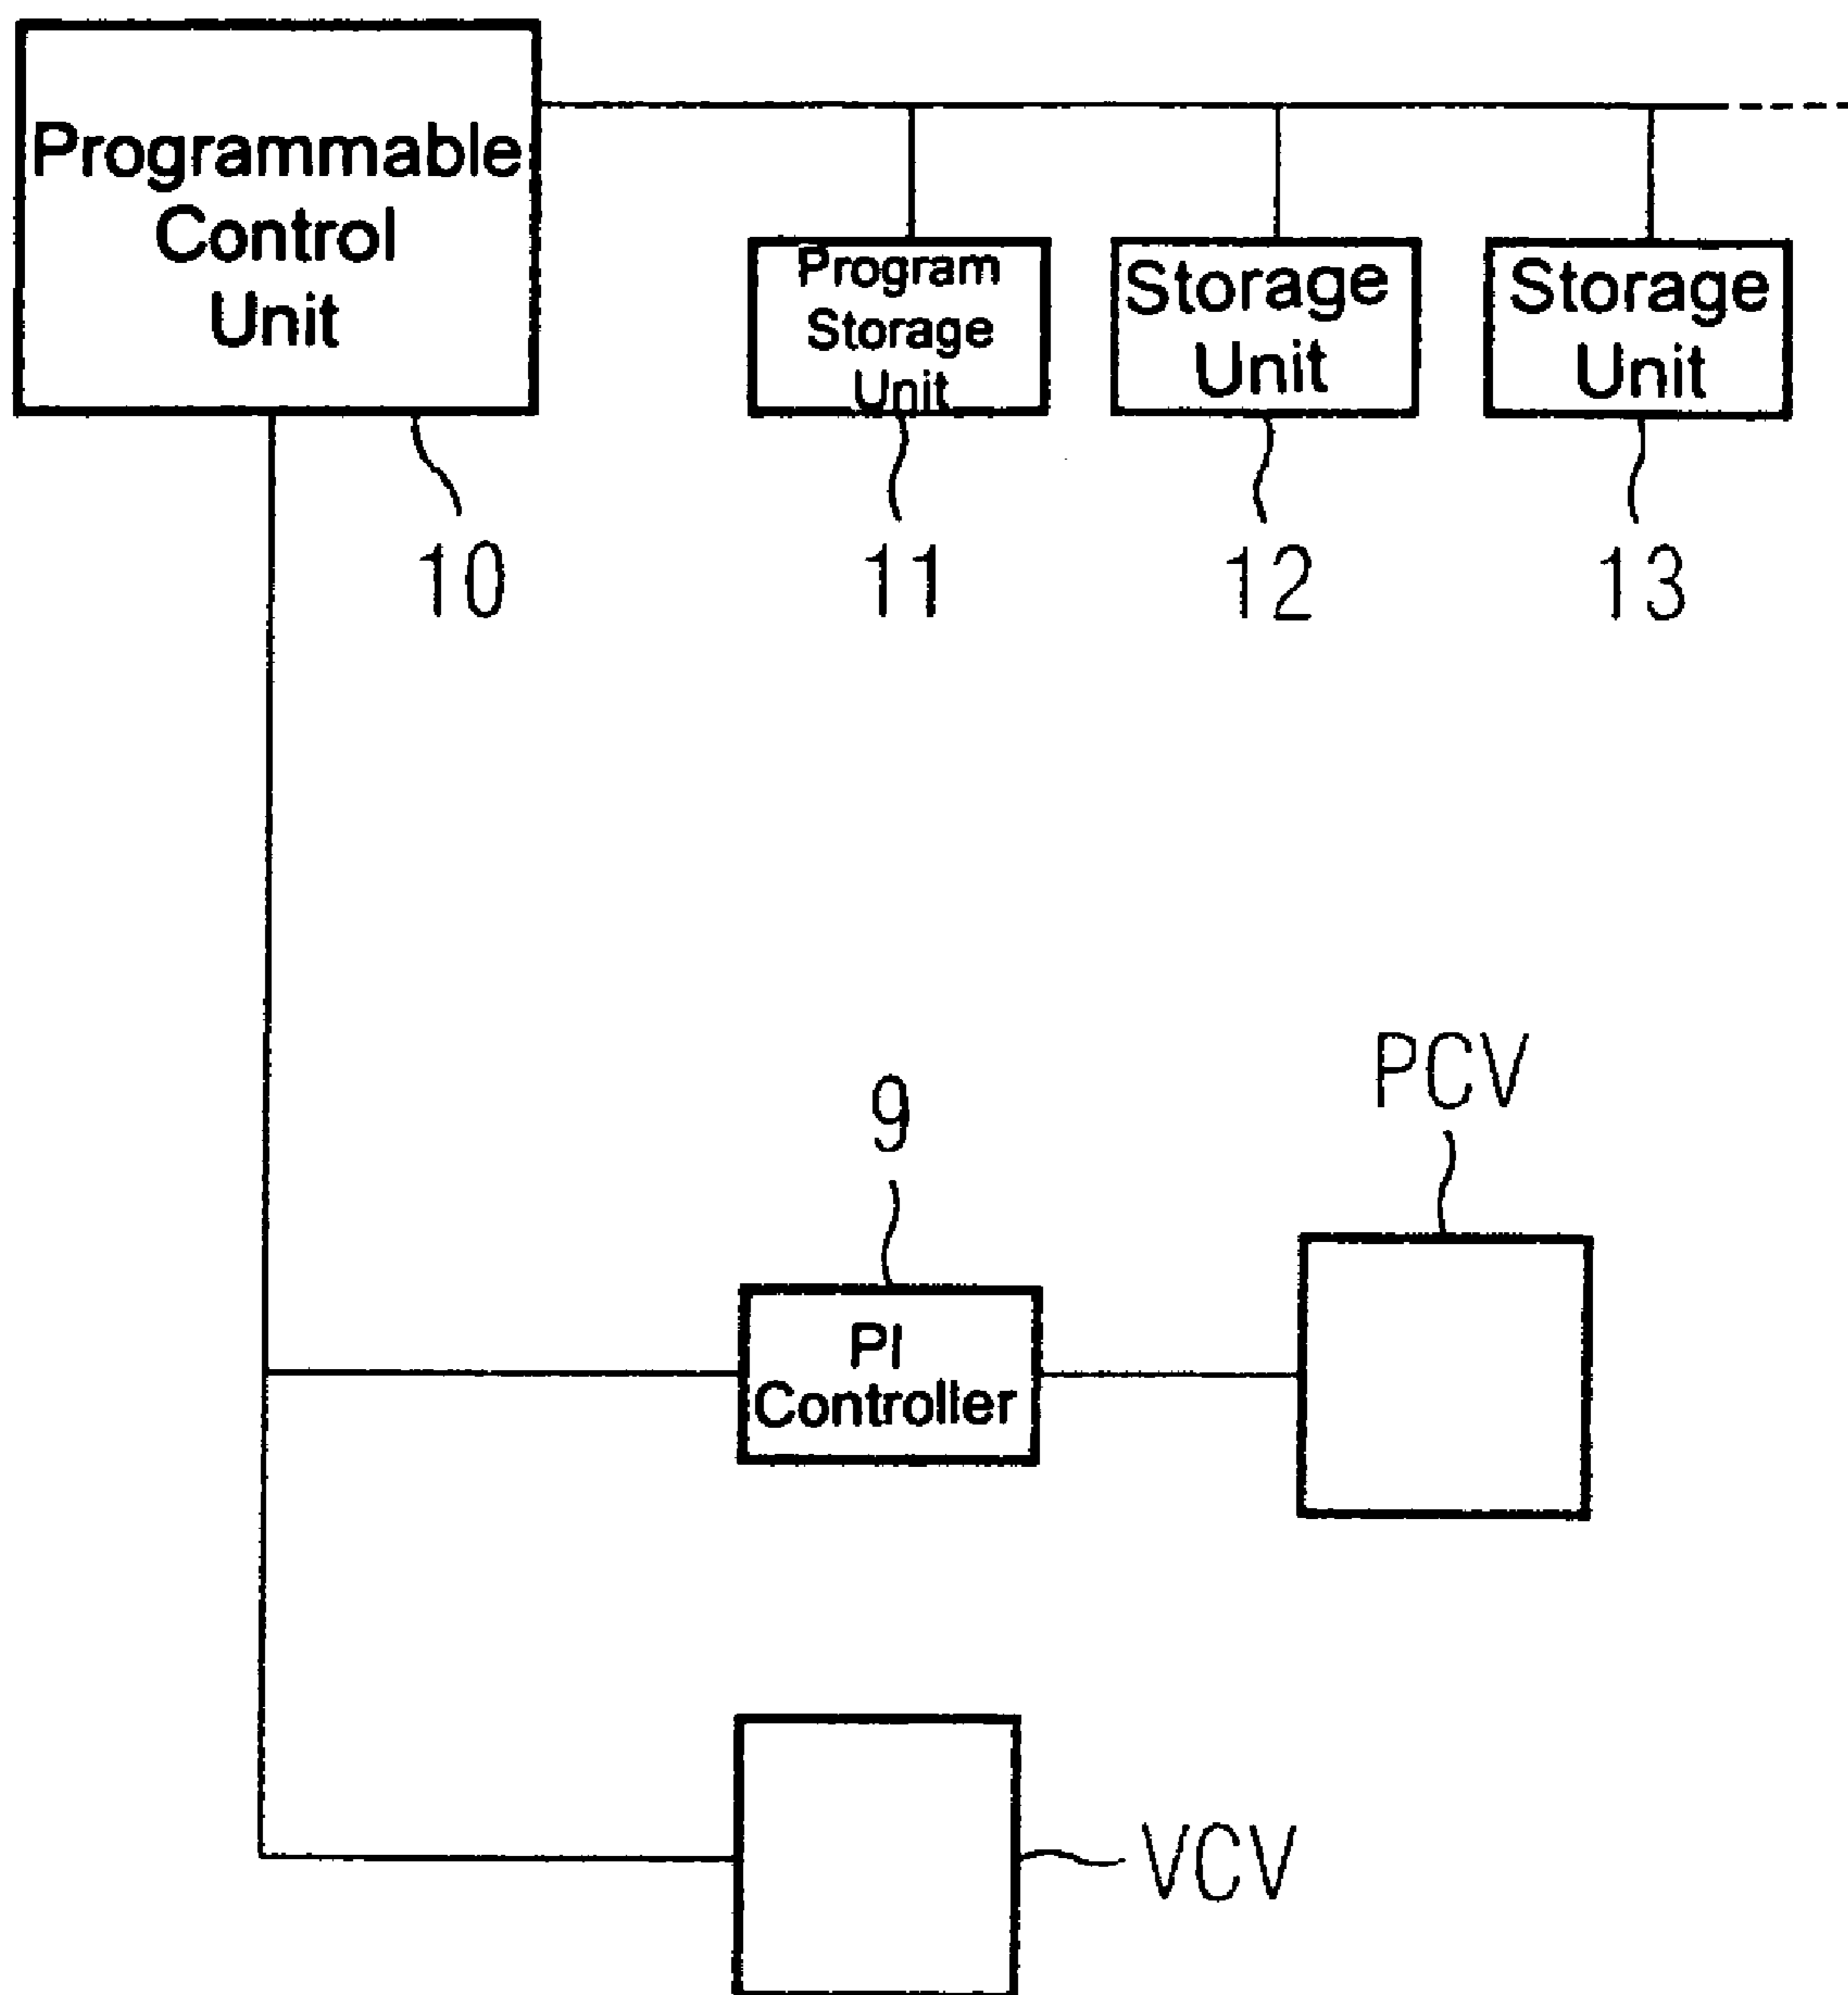 Programmable
Control
Unit
Program
Storage
Unit
Storage
Unit
Storage
Unit
10
11
12
13
PCV
9
PI
Controller
VCV